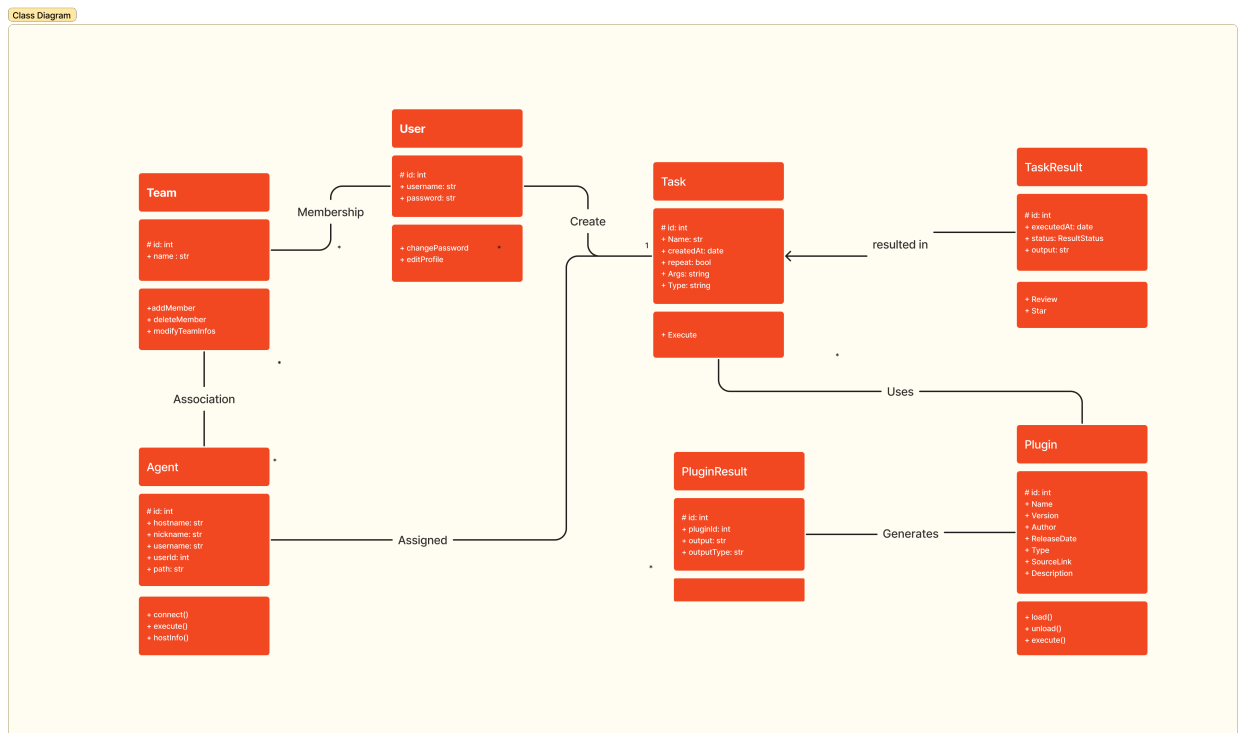 Class Diagram
User
# id: int
+ username: str
+ password: str
+ changePassword
+ editProfile
*
Team
# id: int
+ name : str
+addMember
+ deleteMember
+ modifyTeamInfos
Membership
*
Create
1
Task
# id: int
+ Name: str
+ createdAt: date
+ repeat: bool
+ Args: string
+ Type: string
+ Execute
resulted in
TaskResult
# id: int
+ executedAt: date
+ status: ResultStatus
+ output: str
+ Review
+ Star
*
*
Association
Uses
Agent
*
# id: int
+ hostname: str
+ nickname: str
+ username: str
+ userId: int
+ path: str
+ connect()
+ execute()
+ hostInfo()
Assigned
PluginResult
# id: int
+ pluginId: int
+ output: str
+ outputType: str
*
Generates
Plugin
# id: int
+ Name
+ Version
+ Author
+ ReleaseDate
+ Type
+ SourceLink
+ Description
+ load()
+ unload()
+ execute()